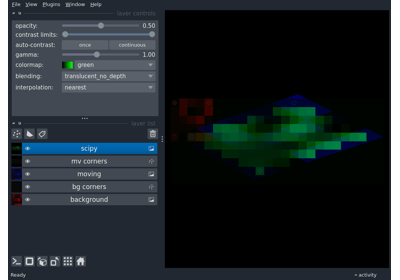 File View Plugins Window Help
layer controls
opacity: 0.50
contrast limits:
auto-contrast: once continuous
gamma: 1.00
colormap: green
blending: translucent_no_depth
interpolation: nearest
layer list
scipy
mv corners
moving
bg corners
background
Ready
activity